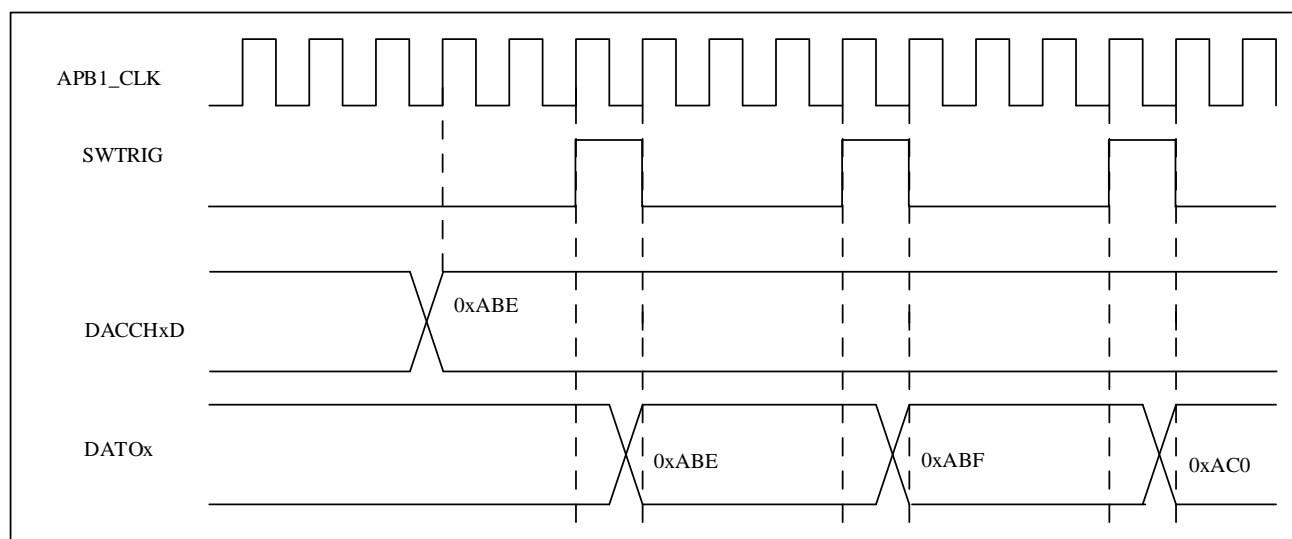 APB1_CLK
SWTRIG
0xABE
DACCHxD
DATOx
0xABE
0xABF
0xAC0